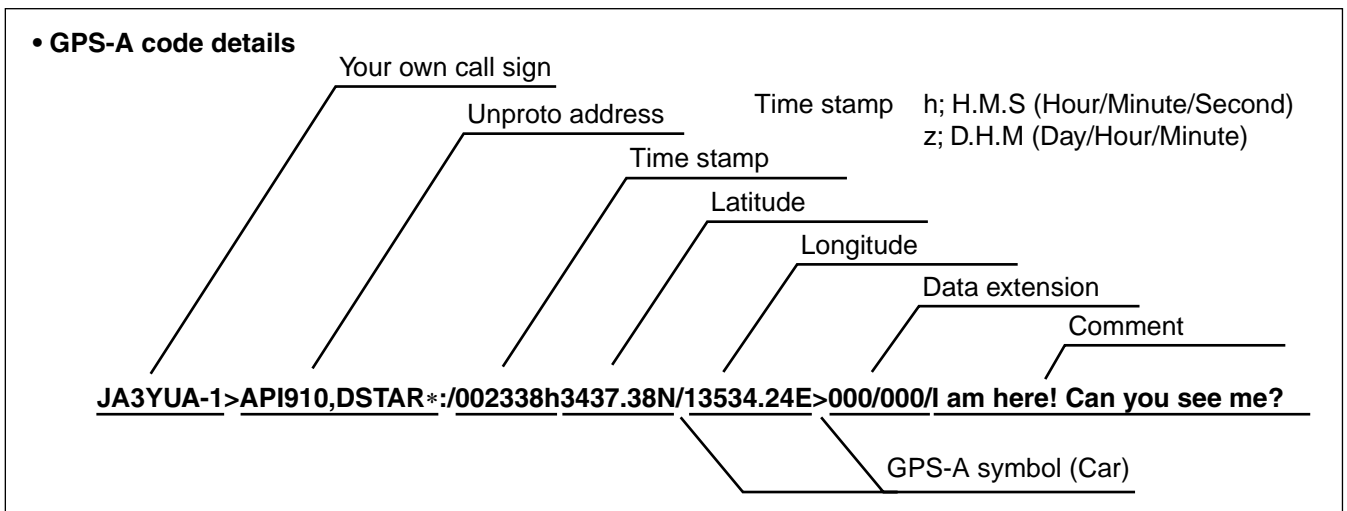 • GPS-A code details
Your own call sign
Unproto address
Time stamp h; H.M.S (Hour/Minute/Second)
z; D.H.M (Day/Hour/Minute)
Time stamp
Latitude
Longitude
Data extension
Comment
JA3YUA-1>API910,DSTAR*:/002338h3437.38N/13534.24E>000/000/I am here! Can you see me?
GPS-A symbol (Car)